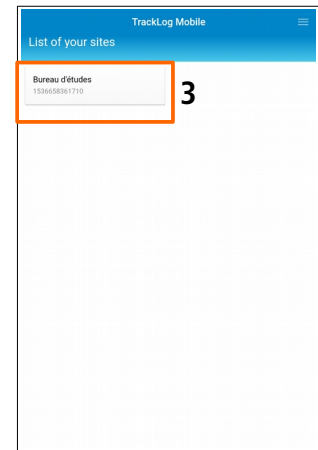 TrackLog Mobile
List of your sites
Bureau d'études
1536658361710
3